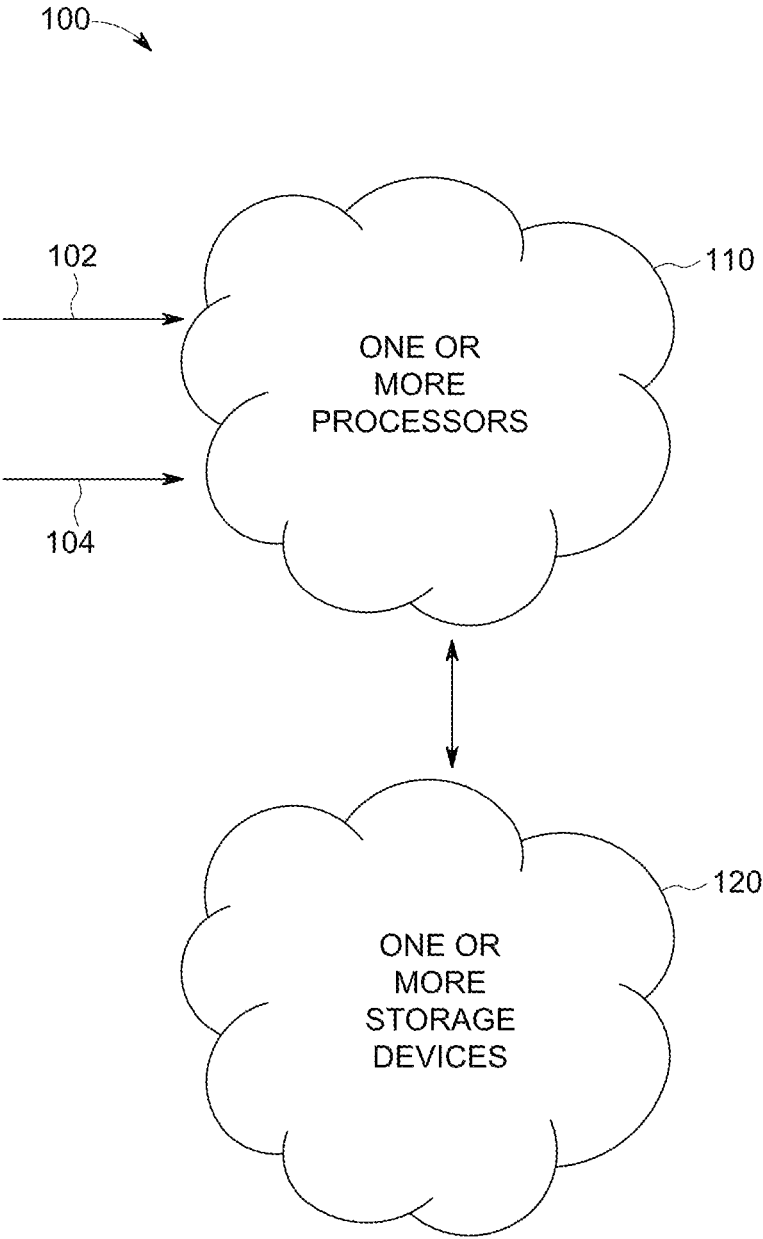 100
102
110
ONE OR
MORE
PROCESSORS
104
120
ONE OR
MORE
STORAGE
DEVICES